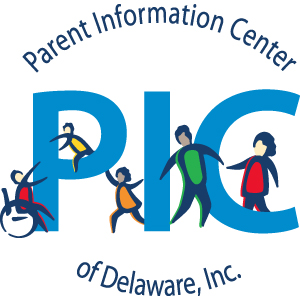 Parent Information Center
PIC
of Delaware, Inc.